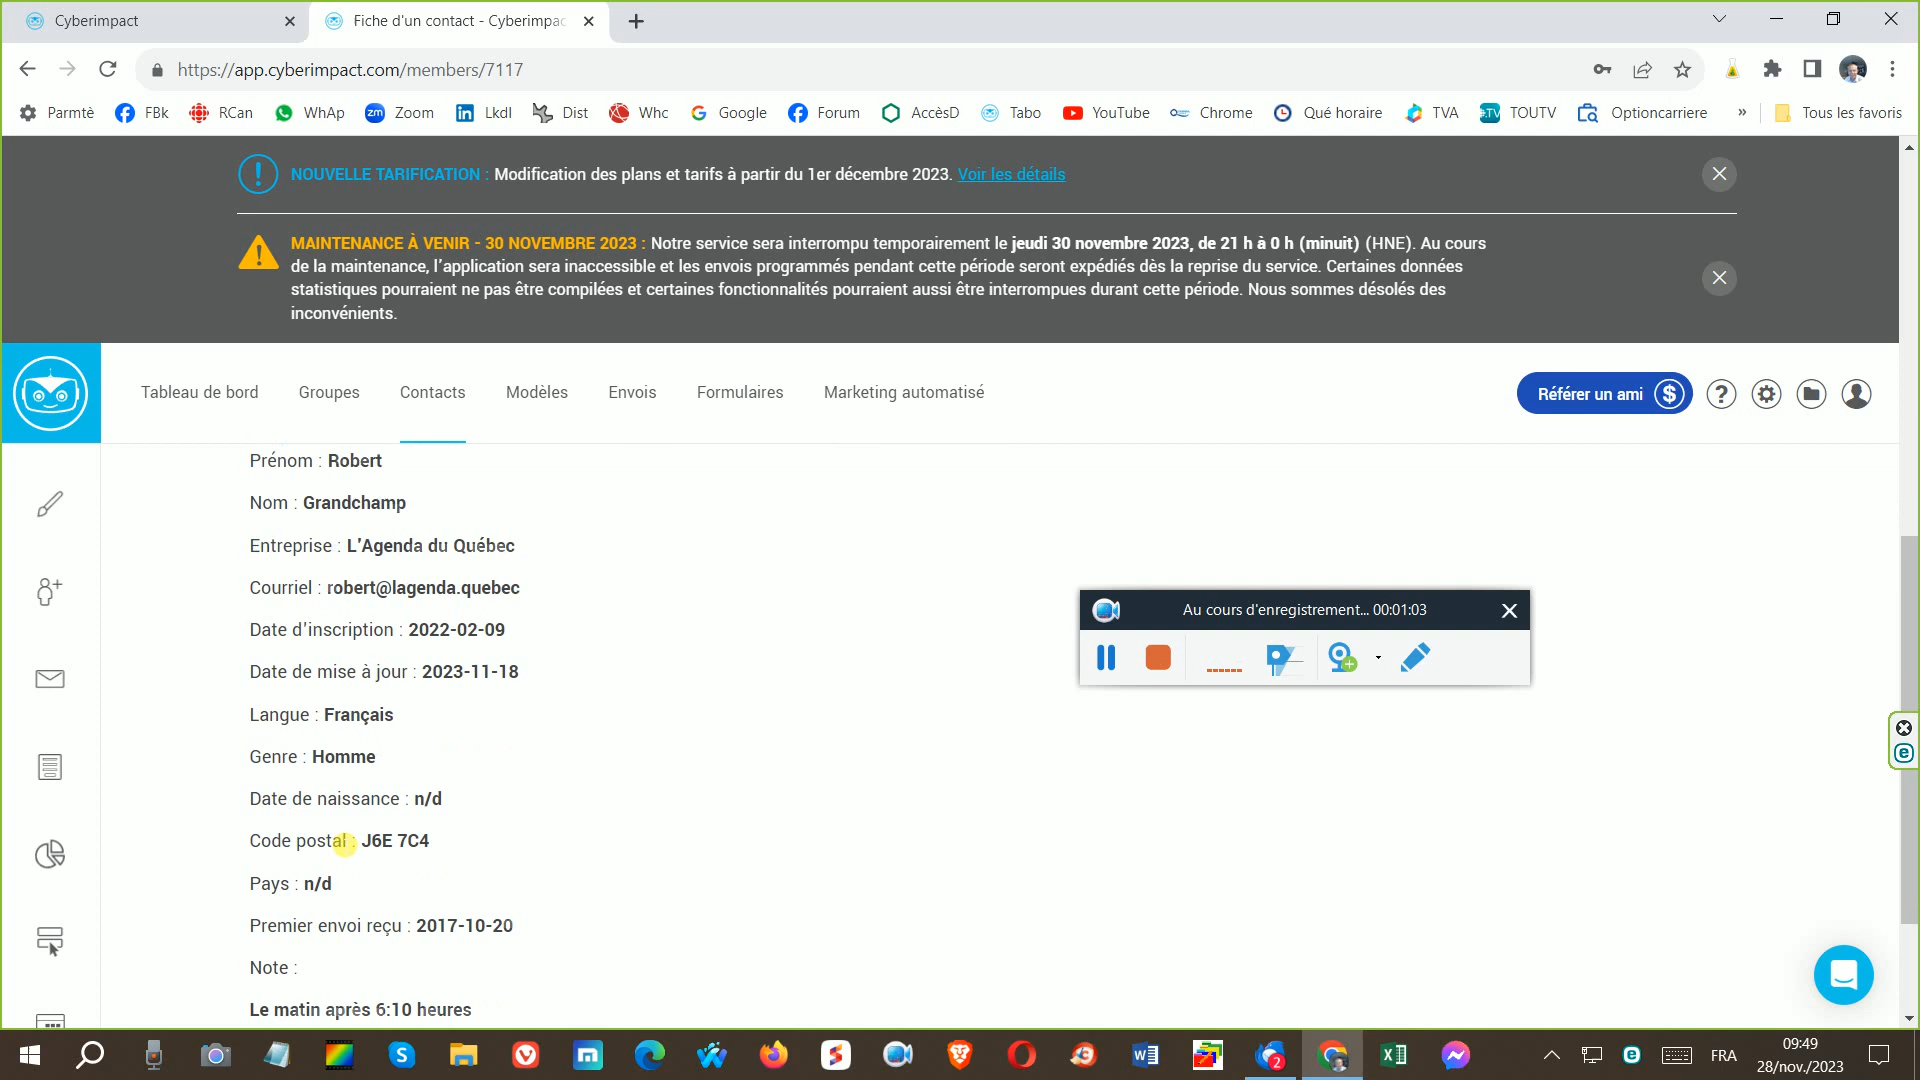 Cyberimpact
Fiche d'un contact - Cyberimpac
https://app.cyberimpact.com/members/7117
Parmtè FBk RCan WhAp Zoom LkdI Dist Whc Google Forum AccèsD Tabo YouTube Chrome Qué horaire TVA TOUTV Optioncarriere » Tous les favoris
NOUVELLE TARIFICATION : Modification des plans et tarifs à partir du 1er décembre 2023. Voir les détails
MAINTENANCE À VENIR - 30 NOVEMBRE 2023 : Notre service sera interrompu temporairement le jeudi 30 novembre 2023, de 21 h à 0 h (minuit) (HNE). Au cours
de la maintenance, l'application sera inaccessible et les envois programmés pendant cette période seront expédiés dès la reprise du service. Certaines données
statistiques pourraient ne pas être compilées et certaines fonctionnalités pourraient aussi être interrompues durant cette période. Nous sommes désolés des
inconvénients.
Tableau de bord Groupes Contacts Modèles Envois Formulaires Marketing automatisé Référer un ami
Prénom : Robert
Nom : Grandchamp
Entreprise : L'Agenda du Québec
Courriel : robert@lagenda.quebec
Date d'inscription : 2022-02-09
Date de mise à jour : 2023-11-18
Langue : Français
Genre : Homme
Date de naissance : n/d
Code postal : J6E 7C4
Pays : n/d
Premier envoi reçu : 2017-10-20
Note :
Le matin après 6:10 heures
Au cours d'enregistrement... 00:01:03
FRA
09:49
28/nov./2023